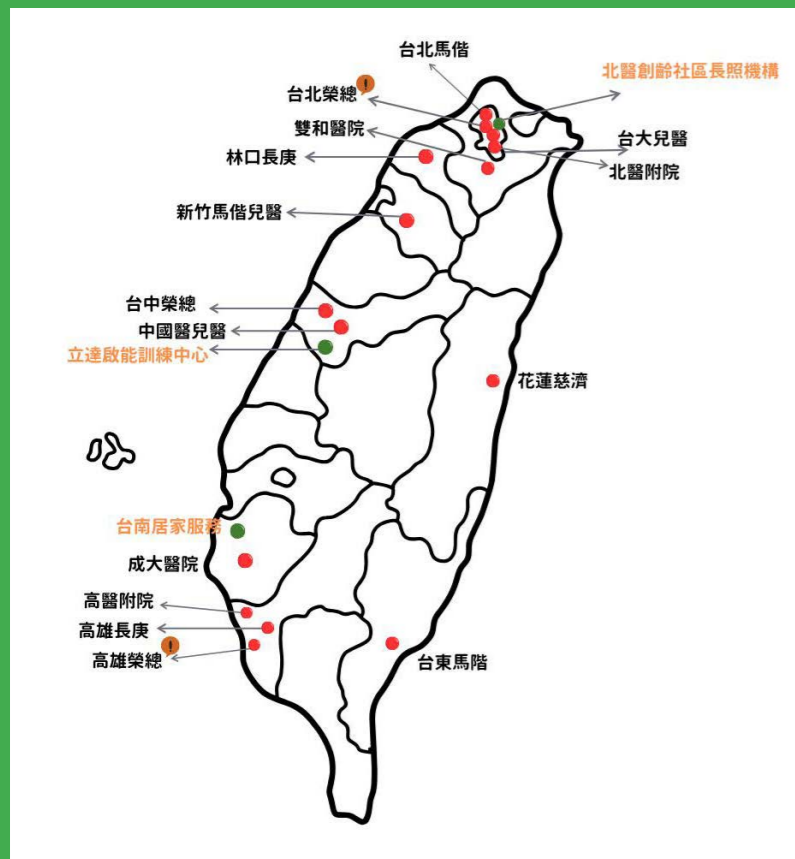 台北馬偕
北醫創齡社區長照機構
台北榮總
雙和醫院
台大兒醫
林口長庚
北醫附院
新竹馬偕兒醫
台中榮總
中國醫兒醫
立達啟能訓練中心
花蓮慈濟
台南居家服務
成大醫院
高醫附院
高雄長庚
高雄榮總
台東馬階